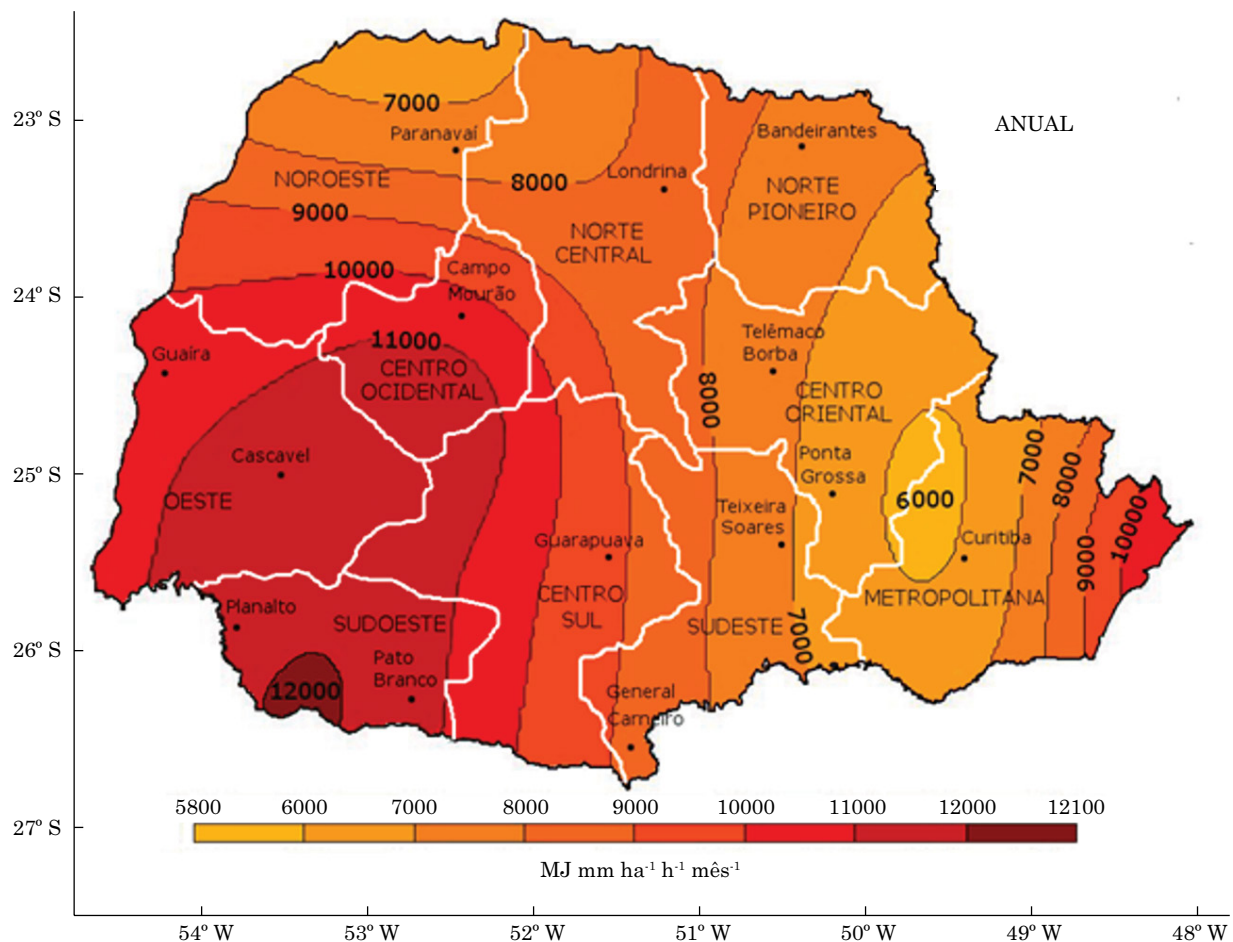 23º S
24º S
25º S
26º S
27º S
ANUAL
7000
Paranavaí
Bandeirantes
NOROESTE
8000
Londrina
NORTE
PIONEIRO
9000
NORTE
CENTRAL
10000
Campo
Mourão
Guaíra
11000
CENTRO
OCIDENTAL
Telêmaco
Borba
8000
CENTRO
ORIENTAL
Cascavel
OESTE
Ponta
Grossa
Teixeira
Soares
6000
7000
8000
9000
10000
Guarapuava
Curitiba
CENTRO
SUL
METROPOLITANA
Planalto
SUDOESTE
SUDESTE
7000
Pato
Branco
12000
General
Carneiro
5800 6000 7000 8000 9000 10000 11000 12000 12100
MJ mm ha⁻¹ h⁻¹ mês⁻¹
54º W 53º W 52º W 51º W 50º W 49º W 48º W